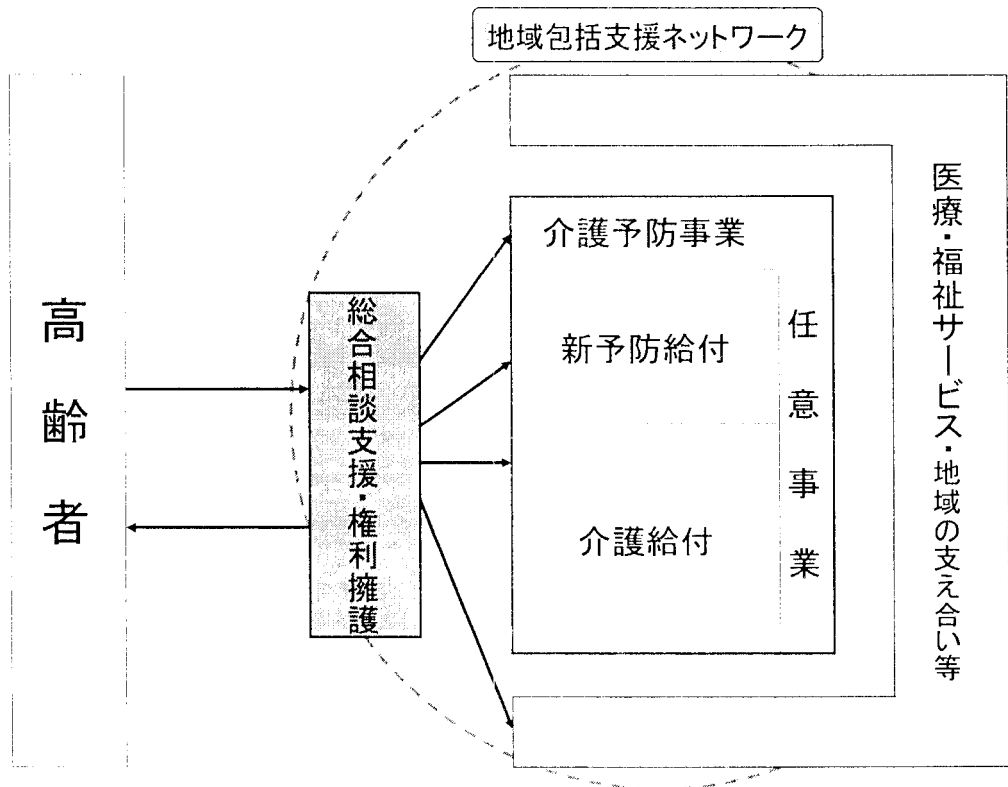 地域包括支援ネットワーク
高齢者
総合相談支援・権利擁護
介護予防事業
新予防給付
介護給付
任意事業
医療・福祉サービス・地域の支え合い等